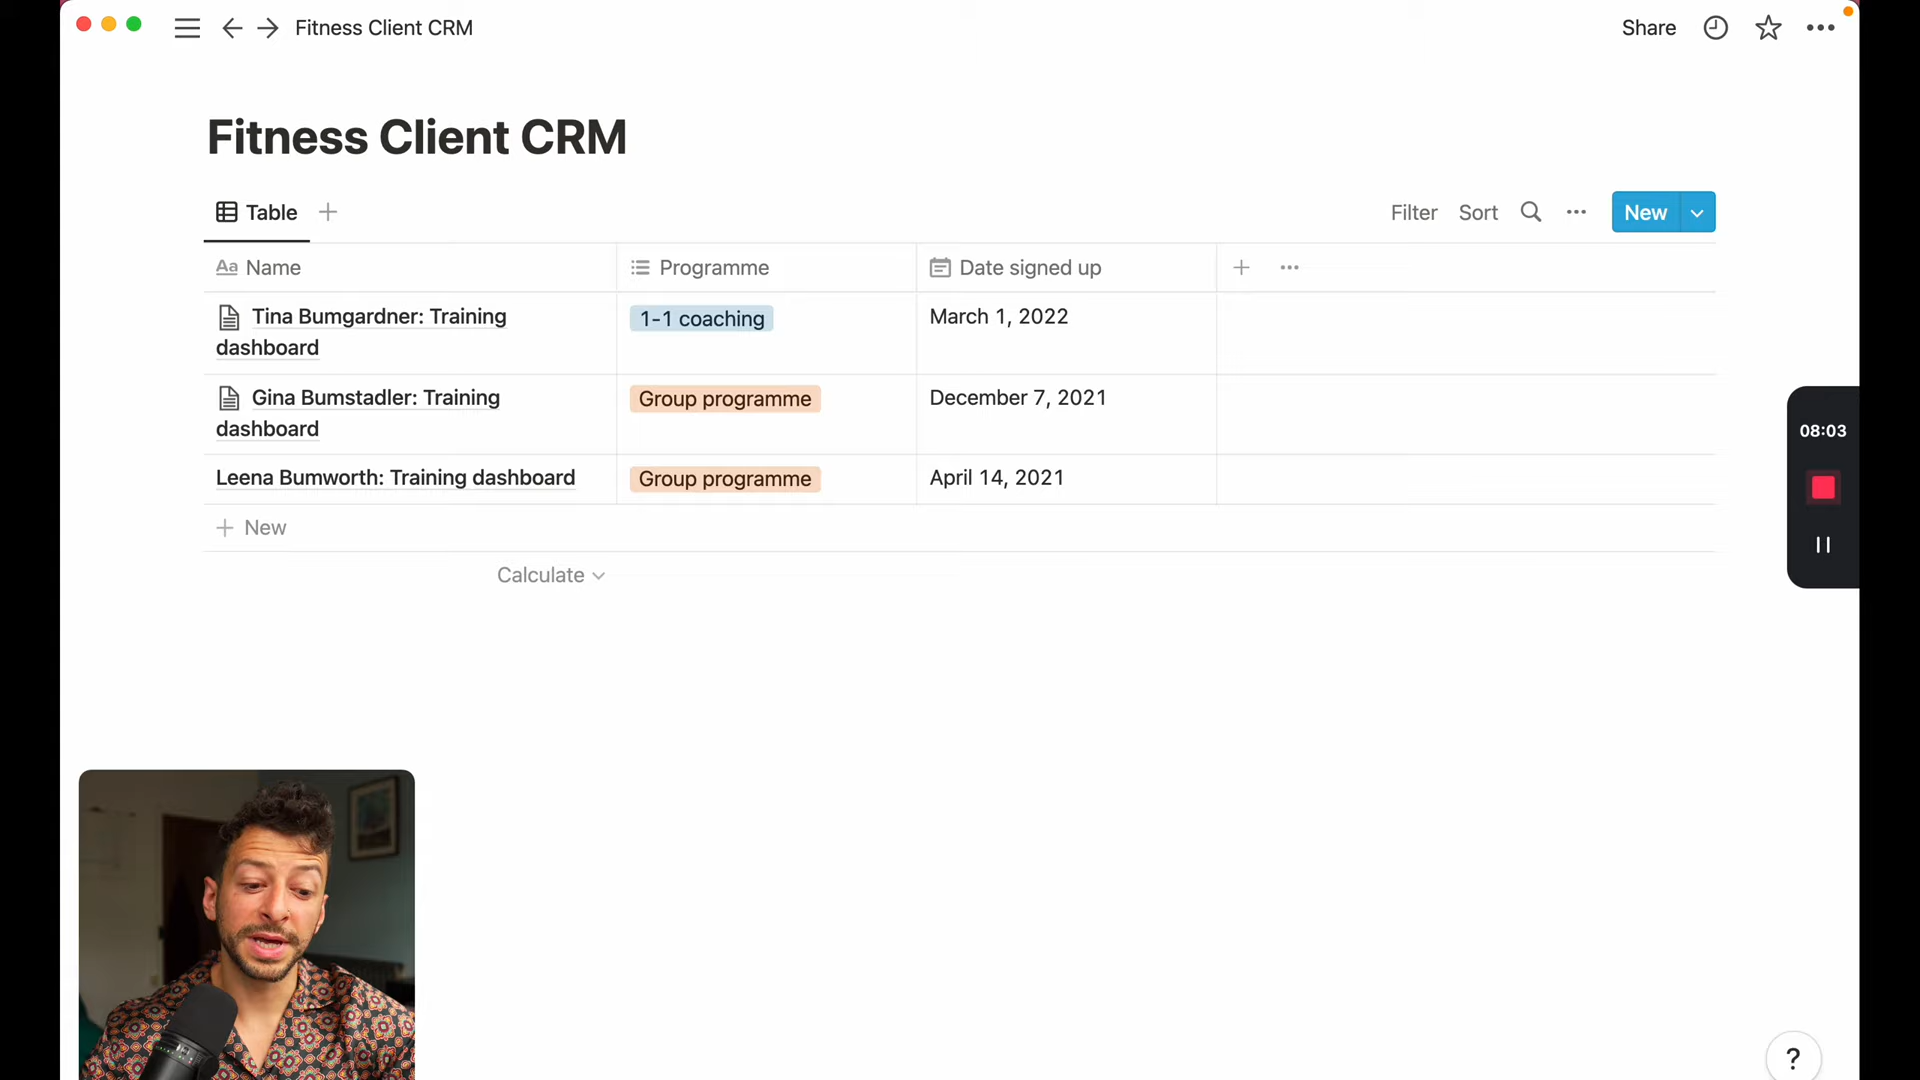 Fitness Client CRM
Share
Fitness Client CRM
Table
Filter Sort
New
Aa Name
Programme
Date signed up
Tina Bumgardner: Training
dashboard
1-1 coaching
March 1, 2022
Gina Bumstadler: Training
dashboard
Group programme
December 7, 2021
Leena Bumworth: Training dashboard
Group programme
April 14, 2021
New
Calculate
08:03
?